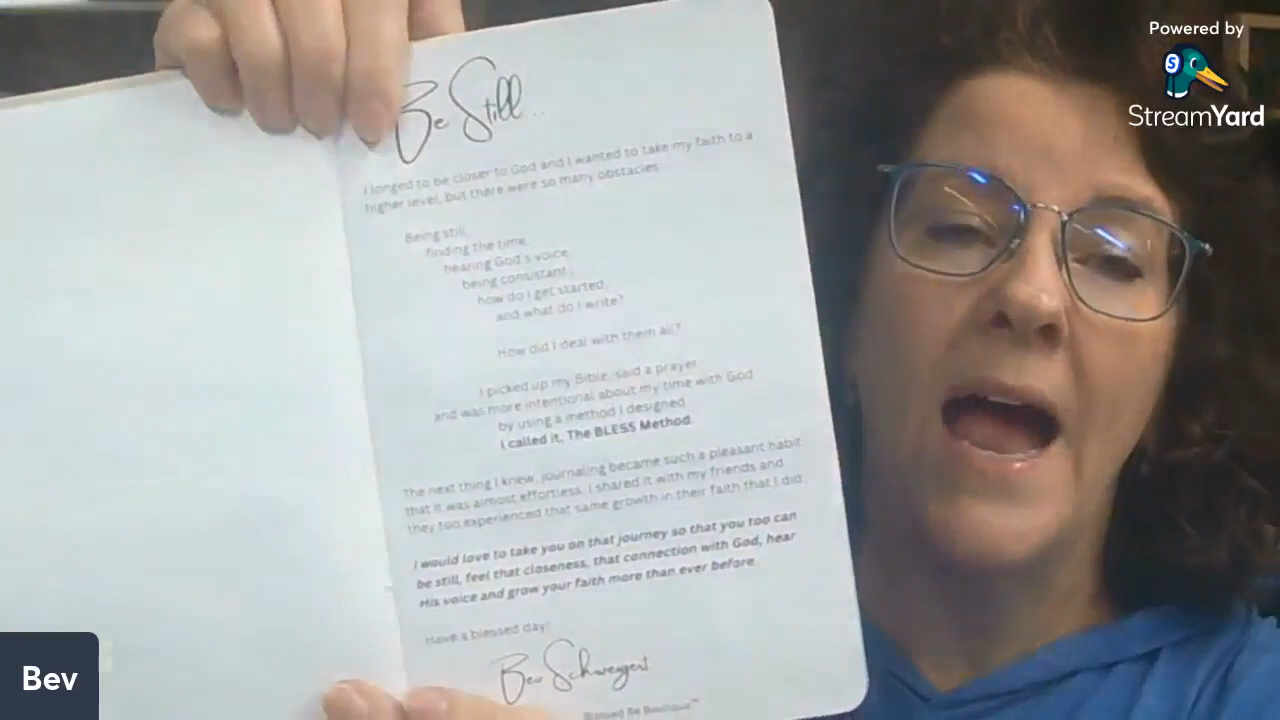 Powered by
StreamYard
Be Still...
I longed to be closer to God and I wanted to take my faith to a
higher level, but there were so many obstacles.
Being still,
finding the time,
hearing God's voice,
being consistant,
how do I get started,
and what do I write?
How did I deal with them all?
I picked up my Bible, said a prayer
and was more intentional about my time with God
by using a method I designed.
I called it, The BLESS Method.
The next thing I knew, journaling became such a pleasant habit
that it was almost effortless. I shared it with my friends and
they too experienced that same growth in their faith that I did.
I would love to take you on that journey so that you too can
be still, feel that closeness, that connection with God, hear
His voice and grow your faith more than ever before.
Have a blessed day!
Bev Schweigert
Blessed Be Boutique™
Bev